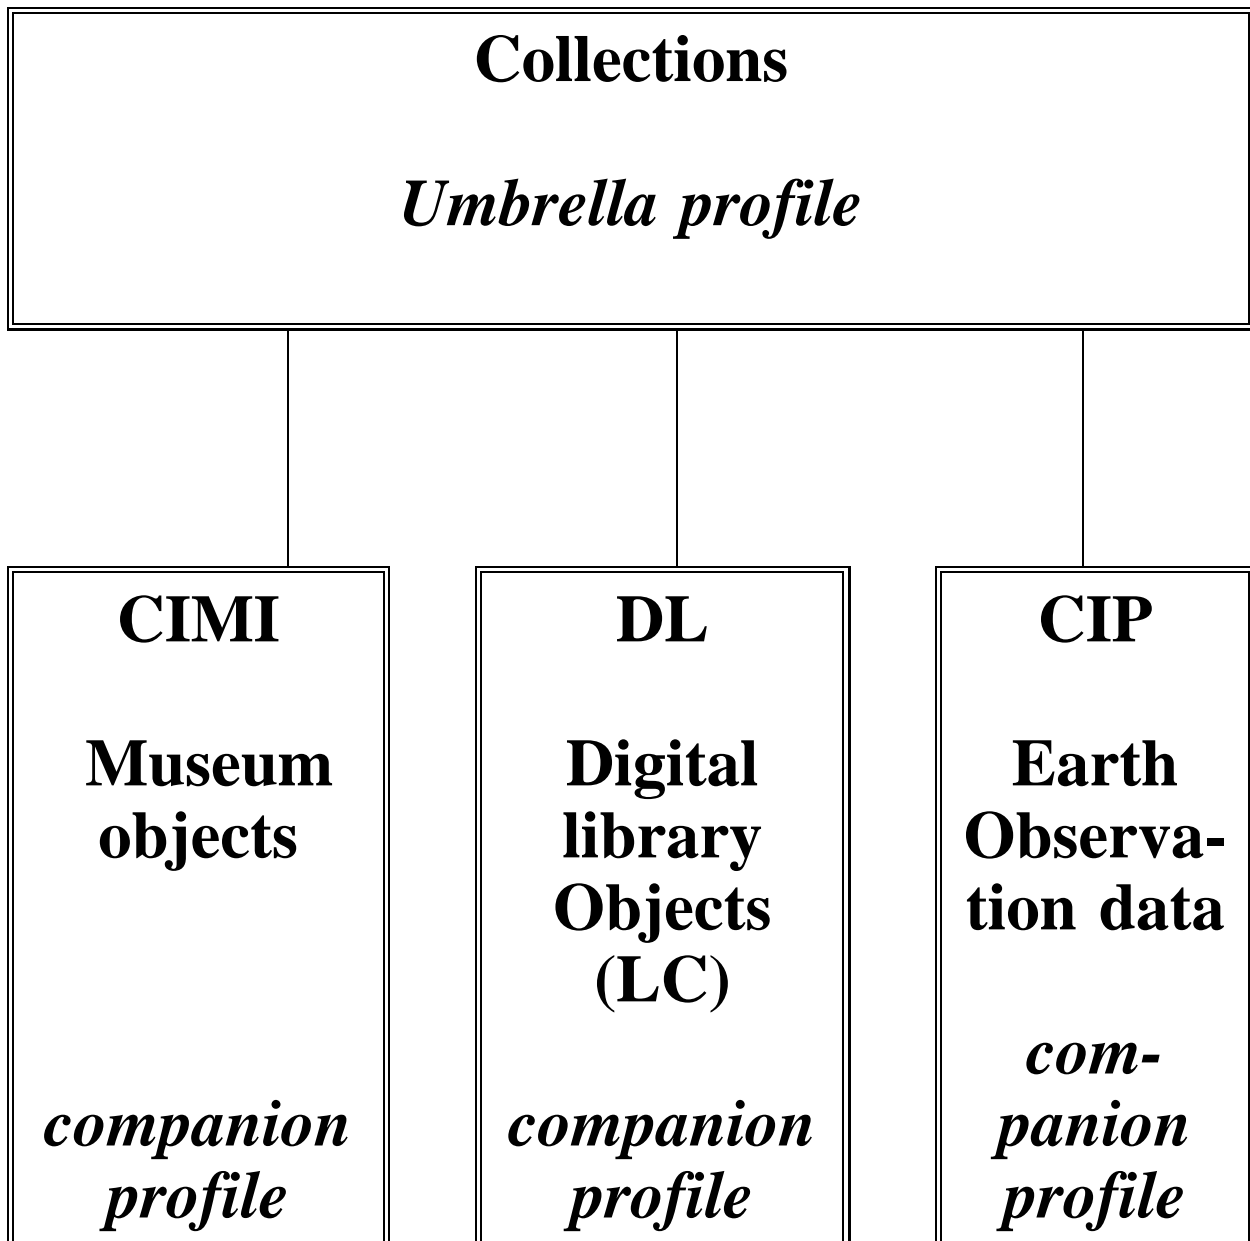 Collections
Umbrella profile
CIMI
Museum
objects
companion
profile
DL
Digital
library
Objects
(LC)
companion
profile
CIP
Earth
Observa-
tion data
com-
panion
profile